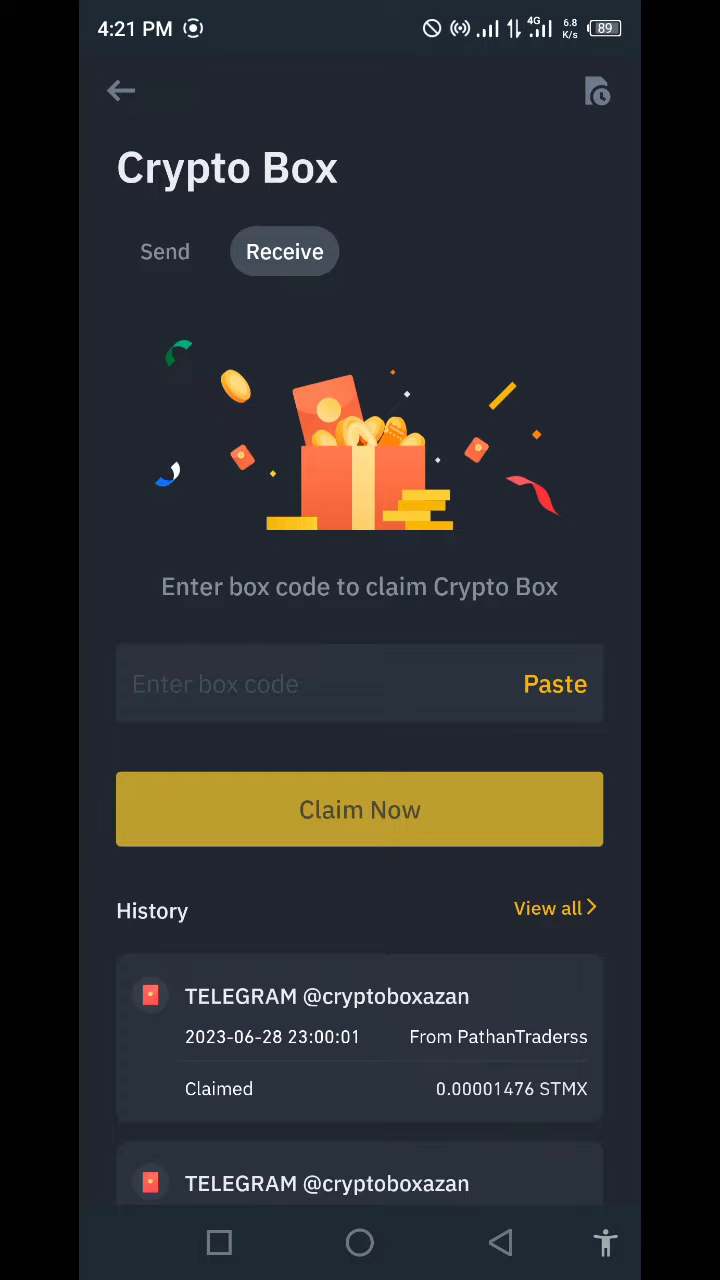 4:21 PM
4G
6.8
K/s
89
Crypto Box
Send Receive
Enter box code to claim Crypto Box
Enter box code Paste
Claim Now
History View all
TELEGRAM @cryptoboxazan
2023-06-28 23:00:01 From PathanTraderss
Claimed 0.00001476 STMX
TELEGRAM @cryptoboxazan